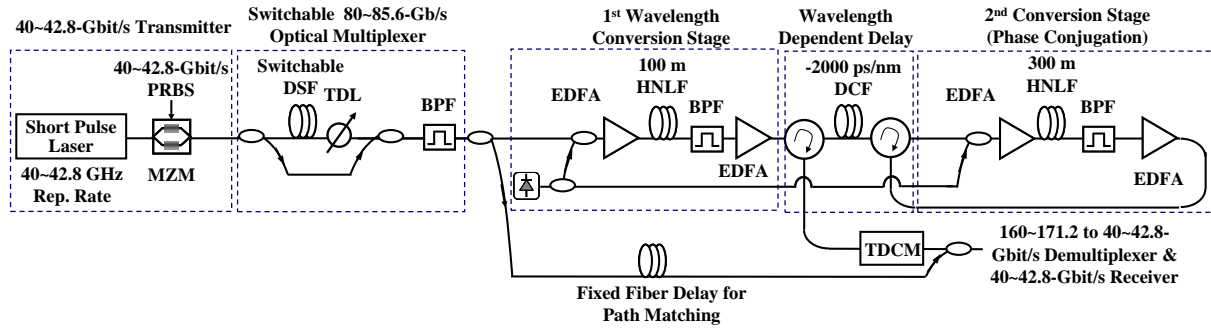 40~42.8-Gbit/s Transmitter
40~42.8-Gbit/s
PRBS
Short Pulse
Laser
MZM
40~42.8 GHz
Rep. Rate
Switchable 80~85.6-Gb/s
Optical Multiplexer
Switchable
DSF
TDL
BPF
1st Wavelength
Conversion Stage
100 m
HNLF
EDFA
BPF
EDFA
Wavelength
Dependent Delay
-2000 ps/nm
DCF
2nd Conversion Stage
(Phase Conjugation)
300 m
HNLF
EDFA
BPF
EDFA
TDCM
160~171.2 to 40~42.8-
Gbit/s Demultiplexer &
40~42.8-Gbit/s Receiver
Fixed Fiber Delay for
Path Matching